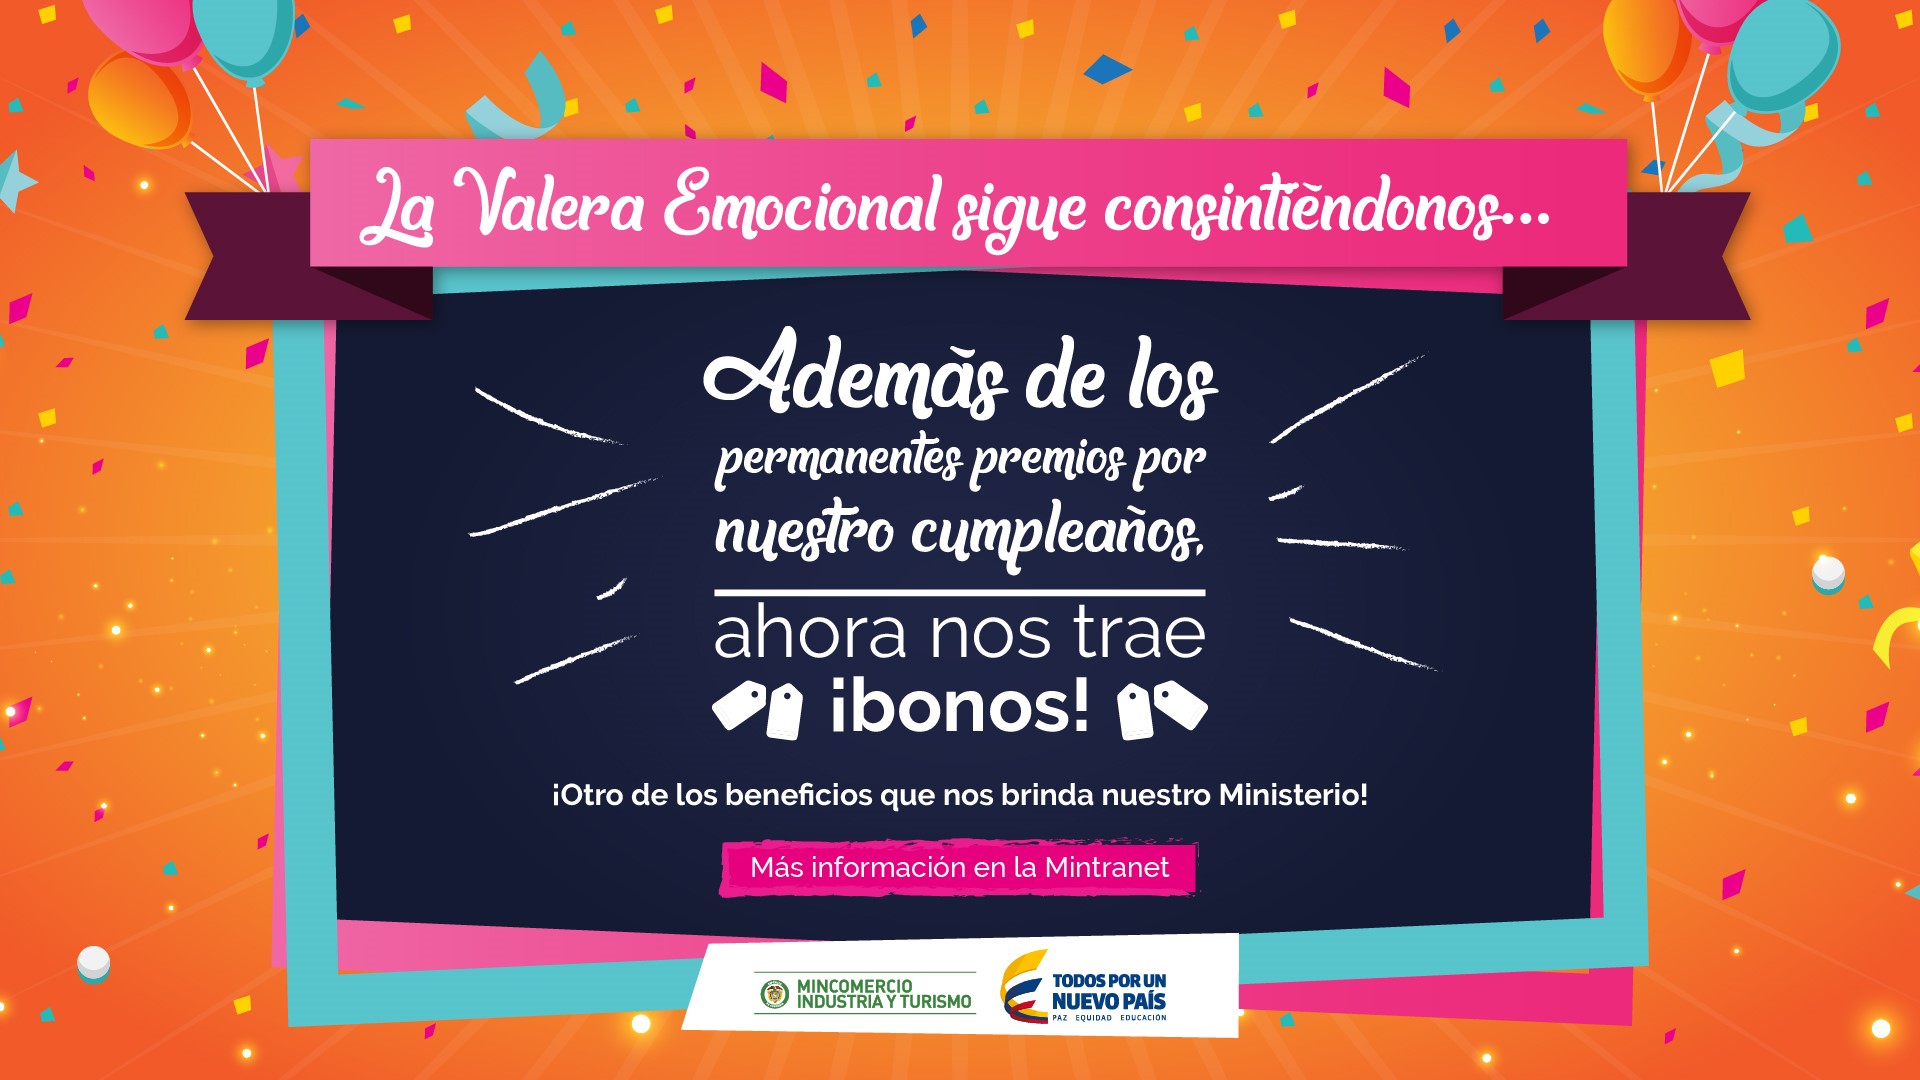 La Valera Emocional sigue consintiéndonos...
Además de los
permanentes premios por
nuestro cumpleaños,
ahora nos trae
¡bonos!
¡Otro de los beneficios que nos brinda nuestro Ministerio!
Más información en la Mintranet
MINCOMERCIO
INDUSTRIA Y TURISMO
TODOS POR UN
NUEVO PAÍS
PAZ EQUIDAD EDUCACIÓN